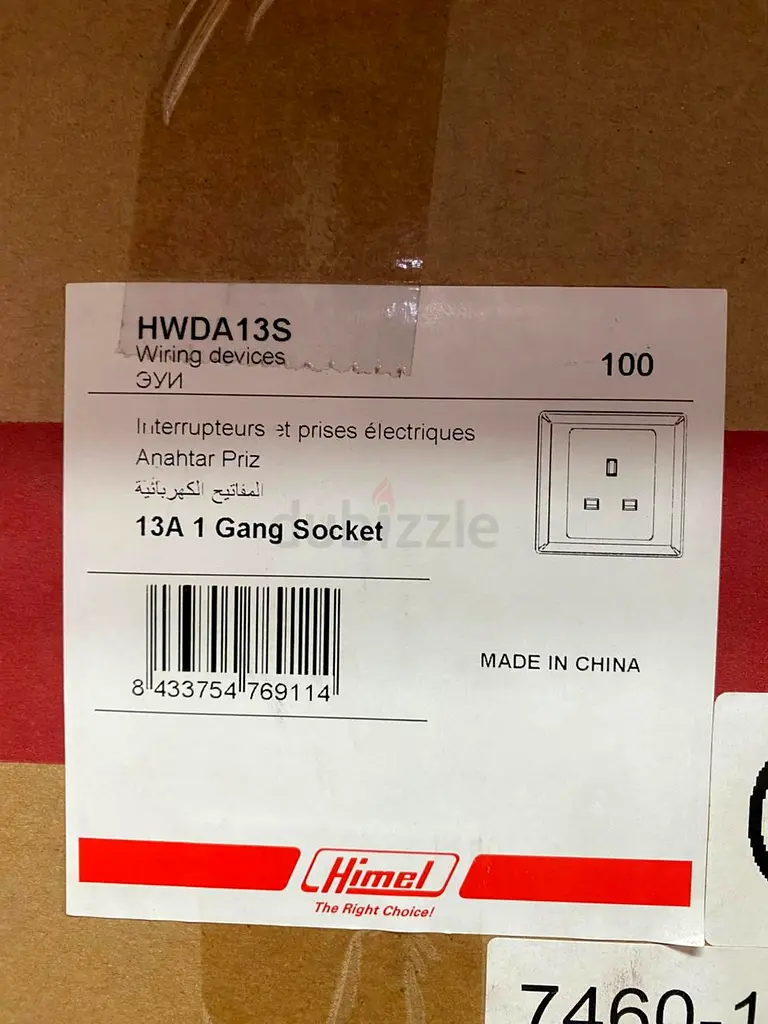 HWDA13S
Wiring devices
ЭУИ
100
Interrupteurs et prises électriques
Anahtar Priz
المفاتيح الكهربائية
13A 1 Gang Socket
dubizzle
8 433754 769114
MADE IN CHINA
Himel
The Right Choice!
7460-1